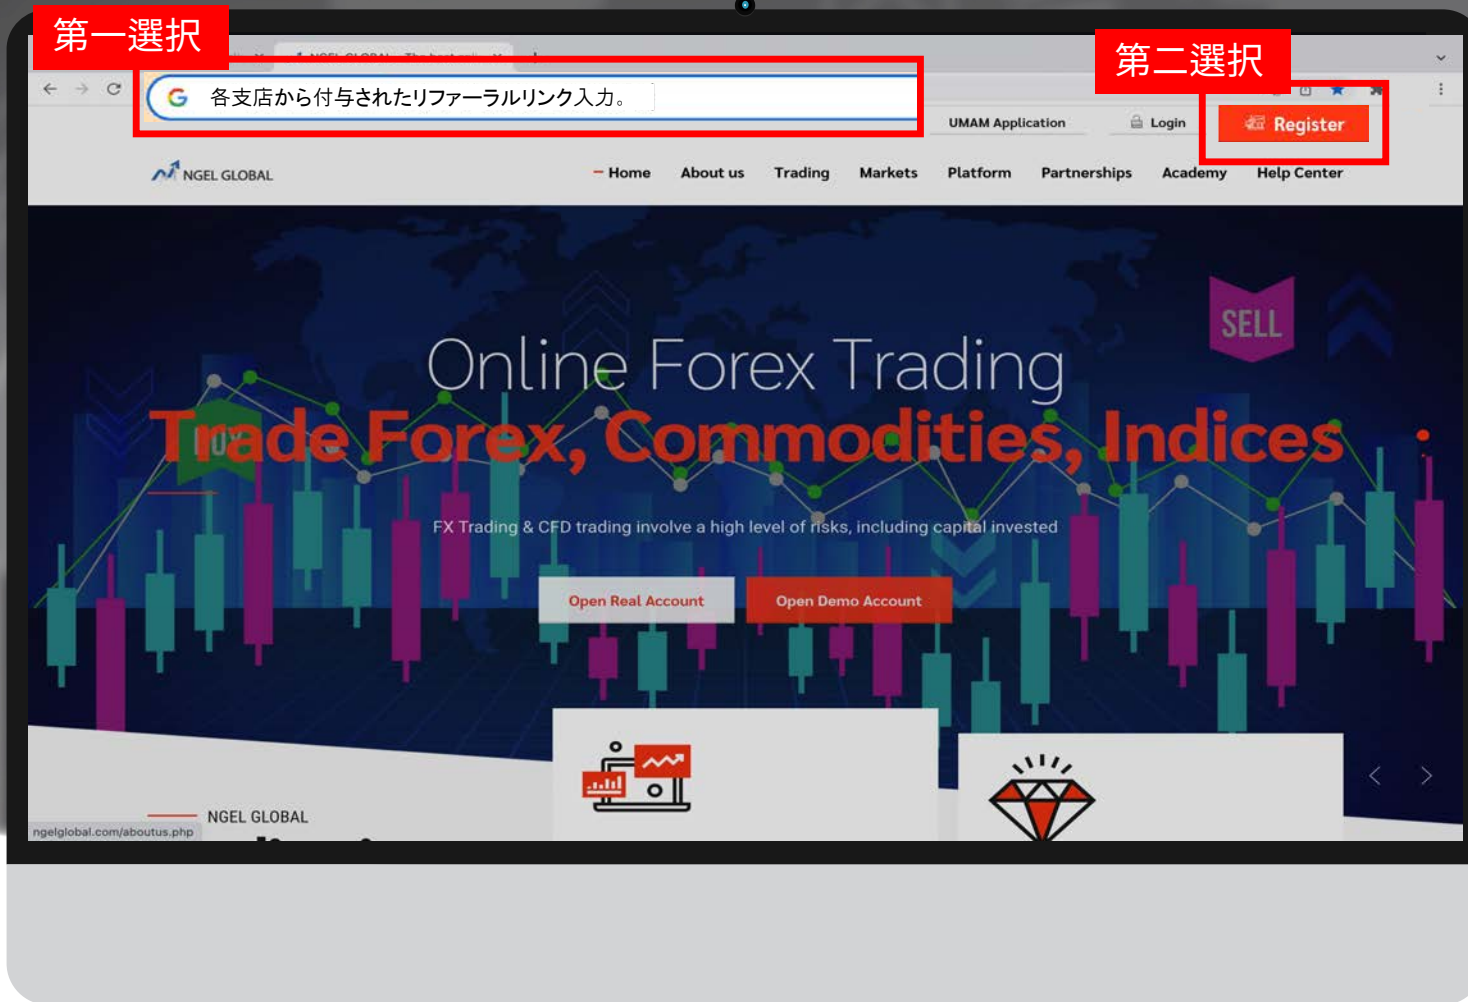 第一選択
第二選択
各支店から付与されたリファーラルリンク入力。
UMAM Application
Login
Register
NGEL GLOBAL
Home About us Trading Markets Platform Partnerships Academy Help Center
SELL
Online Forex Trading
BUY
Trade Forex, Commodities, Indices
FX Trading & CFD trading involve a high level of risks, including capital invested
Open Real Account Open Demo Account
NGEL GLOBAL
ngelglobal.com/aboutus.php